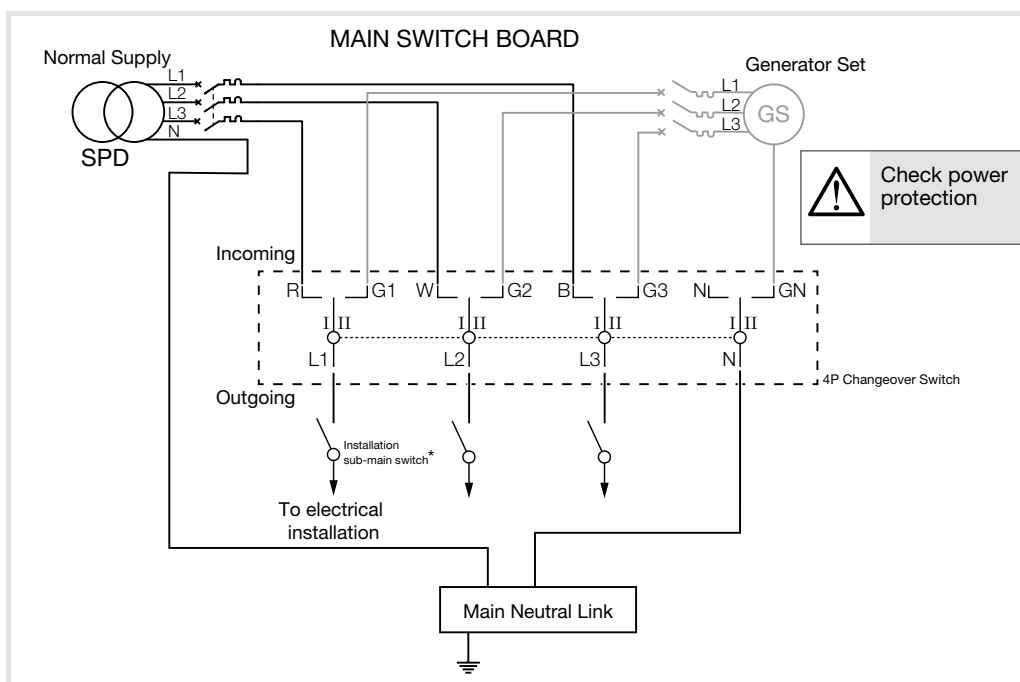 MAIN SWITCH BOARD
Normal Supply
L1
L2
L3
N
SPD
Generator Set
L1
L2
L3
GS
Check power
protection
Incoming
R G1 W G2 B G3 N GN
I II I II I II I II
L1 L2 L3 N
4P Changeover Switch
Outgoing
Installation
sub-main switch*
To electrical
installation
Main Neutral Link